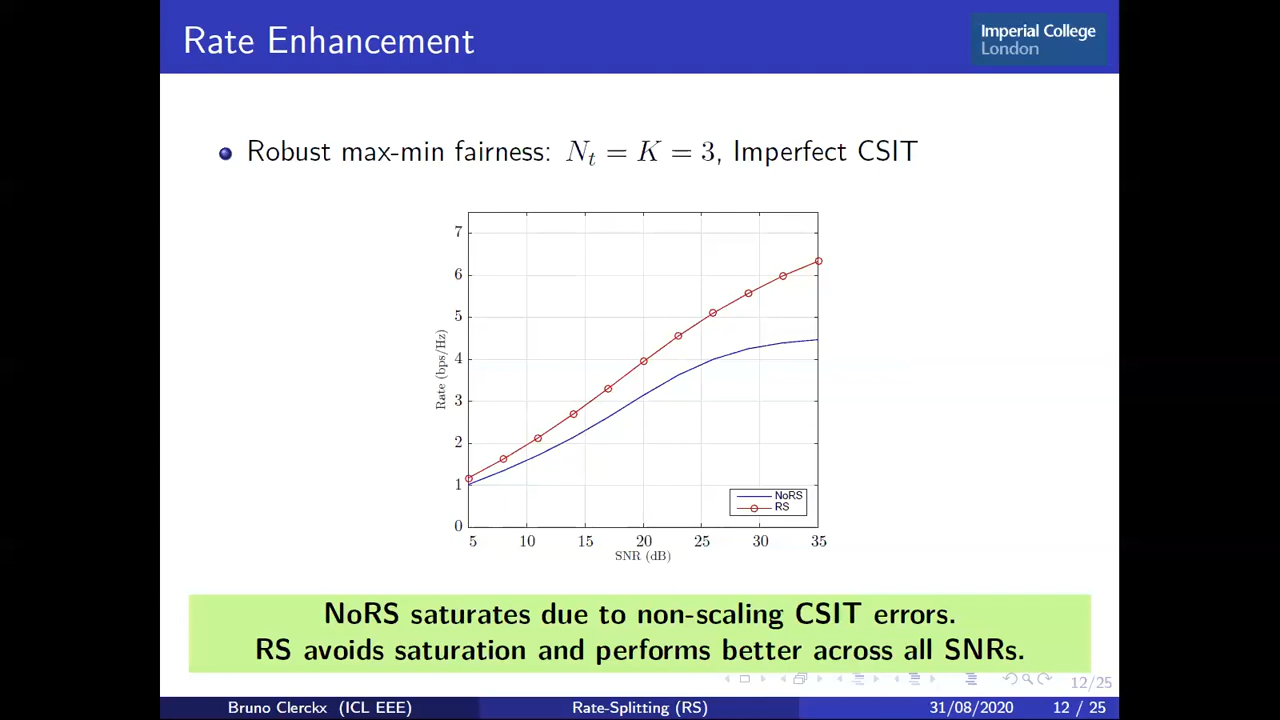 Rate Enhancement
Imperial College
London
Robust max-min fairness: Nt = K = 3, Imperfect CSIT
7
6
5
4
3
2
1
0
Rate (bps/Hz)
NoRS
RS
5 10 15 20 25 30 35
SNR (dB)
NoRS saturates due to non-scaling CSIT errors.
RS avoids saturation and performs better across all SNRs.
12/25
Bruno Clerckx (ICL EEE) Rate-Splitting (RS) 31/08/2020 12 / 25